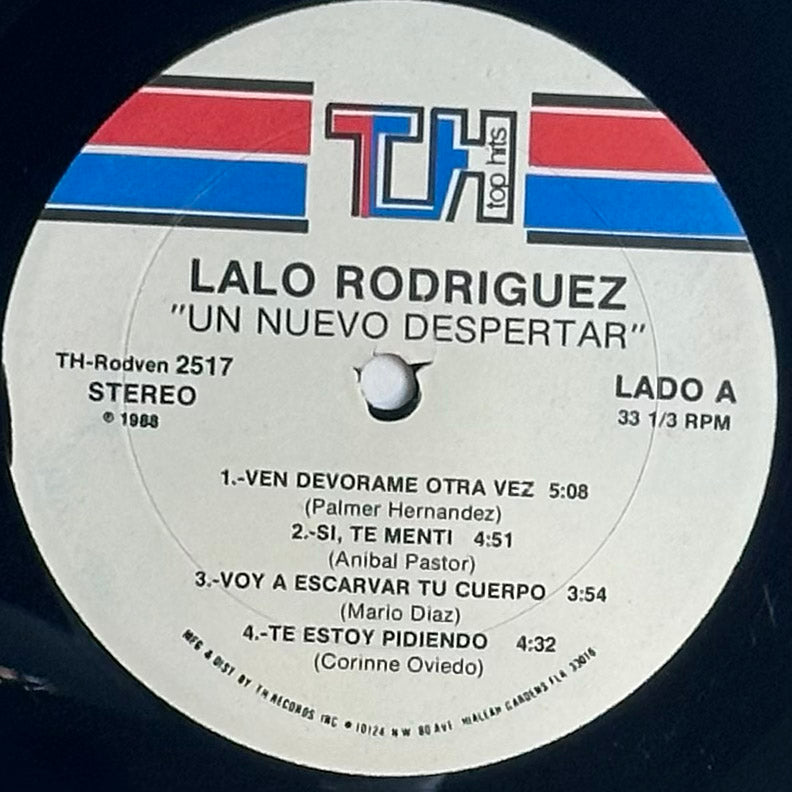 TH top hits
LALO RODRIGUEZ
"UN NUEVO DESPERTAR"
TH-Rodven 2517
STEREO
℗ 1988
LADO A
33 1/3 RPM
1.-VEN DEVORAME OTRA VEZ 5:08
(Palmer Hernandez)
2.-SI, TE MENTI 4:51
(Anibal Pastor)
3.-VOY A ESCARVAR TU CUERPO 3:54
(Mario Diaz)
4.-TE ESTOY PIDIENDO 4:32
(Corinne Oviedo)
MFG & DIST BY TH RECORDS INC • 10124 N W 80 AVE HIALEAH GARDENS FLA 33016